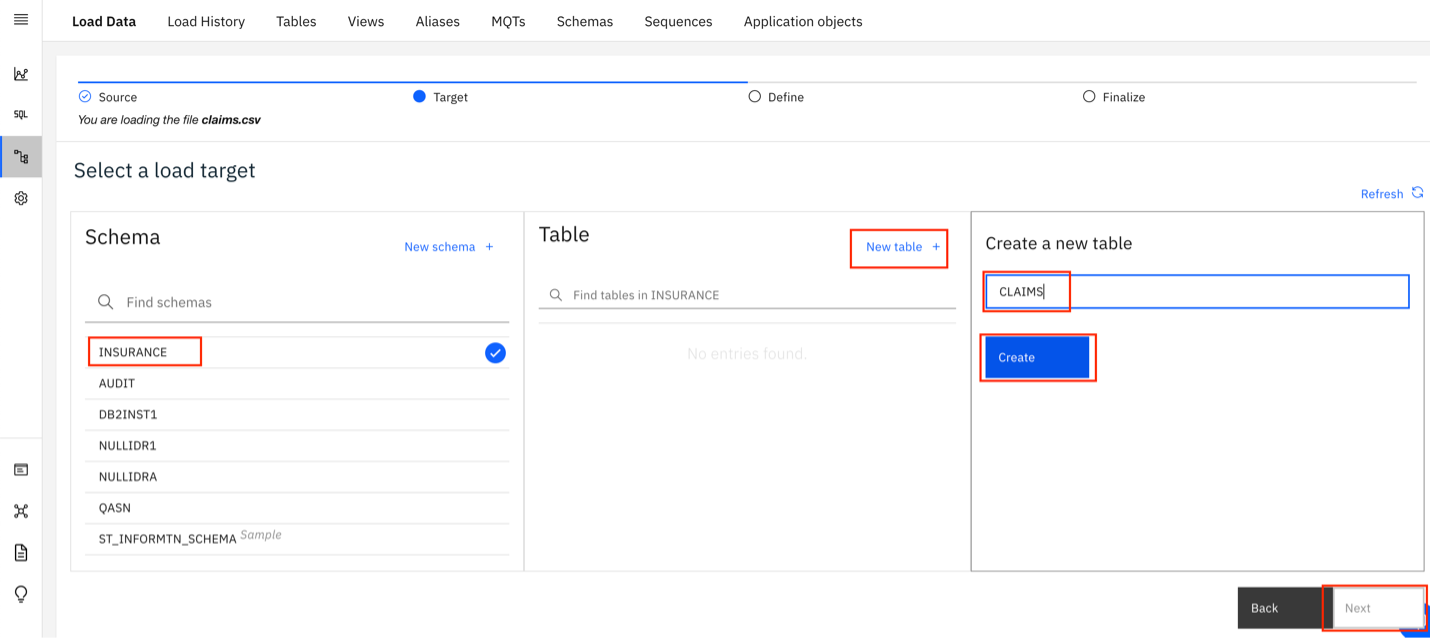 Load Data Load History Tables Views Aliases MQTs Schemas Sequences Application objects
SQL
Source Target Define Finalize
You are loading the file claims.csv
Select a load target
Refresh
Schema
New schema +
Find schemas
INSURANCE
AUDIT
DB2INST1
NULLIDR1
NULLIDRA
QASN
ST_INFORMTN_SCHEMA Sample
Table
New table +
Find tables in INSURANCE
No entries found.
Create a new table
CLAIMS
Create
Back Next